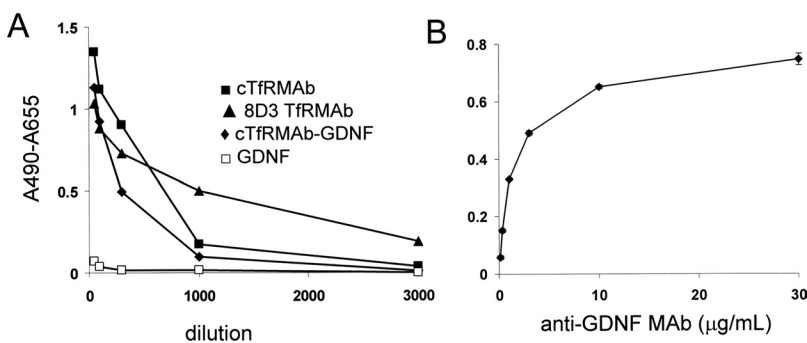 A
1.5
1
0.5
0
A490-A655
cTfRMAb
8D3 TfRMAb
cTfRMAb-GDNF
GDNF
0 1000 2000 3000
dilution
B
0.8
0.6
0.4
0.2
0
0 10 20 30
anti-GDNF MAb (μg/mL)